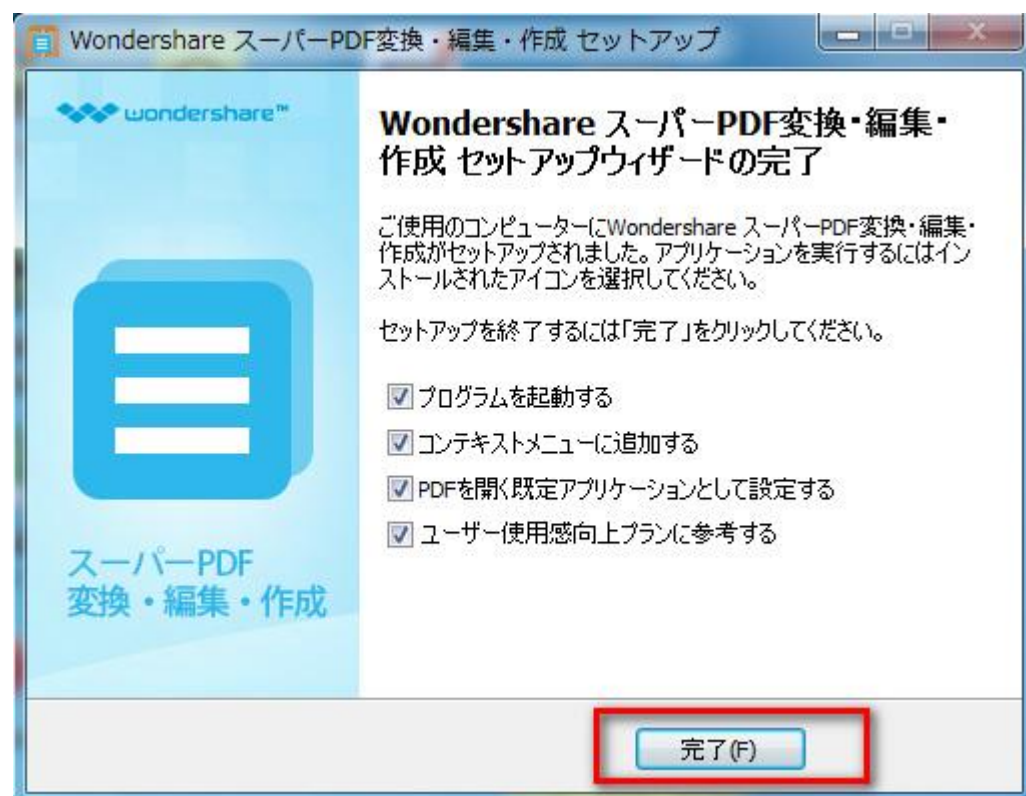 Wondershare スーパーPDF変換・編集・作成 セットアップ
wondershare™
Wondershare スーパーPDF変換・編集・
作成 セットアップウィザードの完了
ご使用のコンピューターにWondershare スーパーPDF変換・編集・
作成がセットアップされました。アプリケーションを実行するにはイン
ストールされたアイコンを選択してください。
セットアップを終了するには「完了」をクリックしてください。
プログラムを起動する
コンテキストメニューに追加する
PDFを開く既定アプリケーションとして設定する
ユーザー使用感向上プランに参考する
スーパーPDF
変換・編集・作成
完了(F)